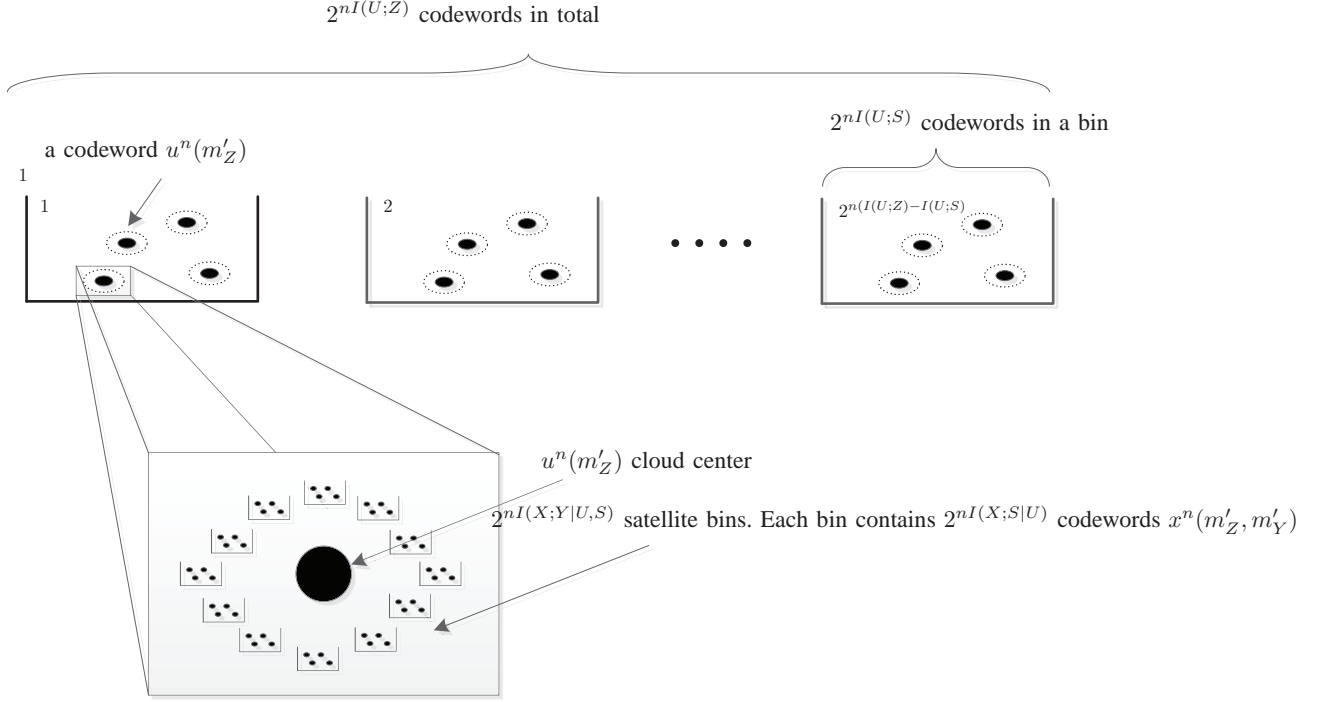 2^{nI(U;Z)} codewords in total
2^{nI(U;S)} codewords in a bin
a codeword u^n(m'_Z)
1
1
2
2^{n(I(U;Z)-I(U;S)}
u^n(m'_Z) cloud center
2^{nI(X;Y|U,S)} satellite bins. Each bin contains 2^{nI(X;S|U)} codewords x^n(m'_Z, m'_Y)